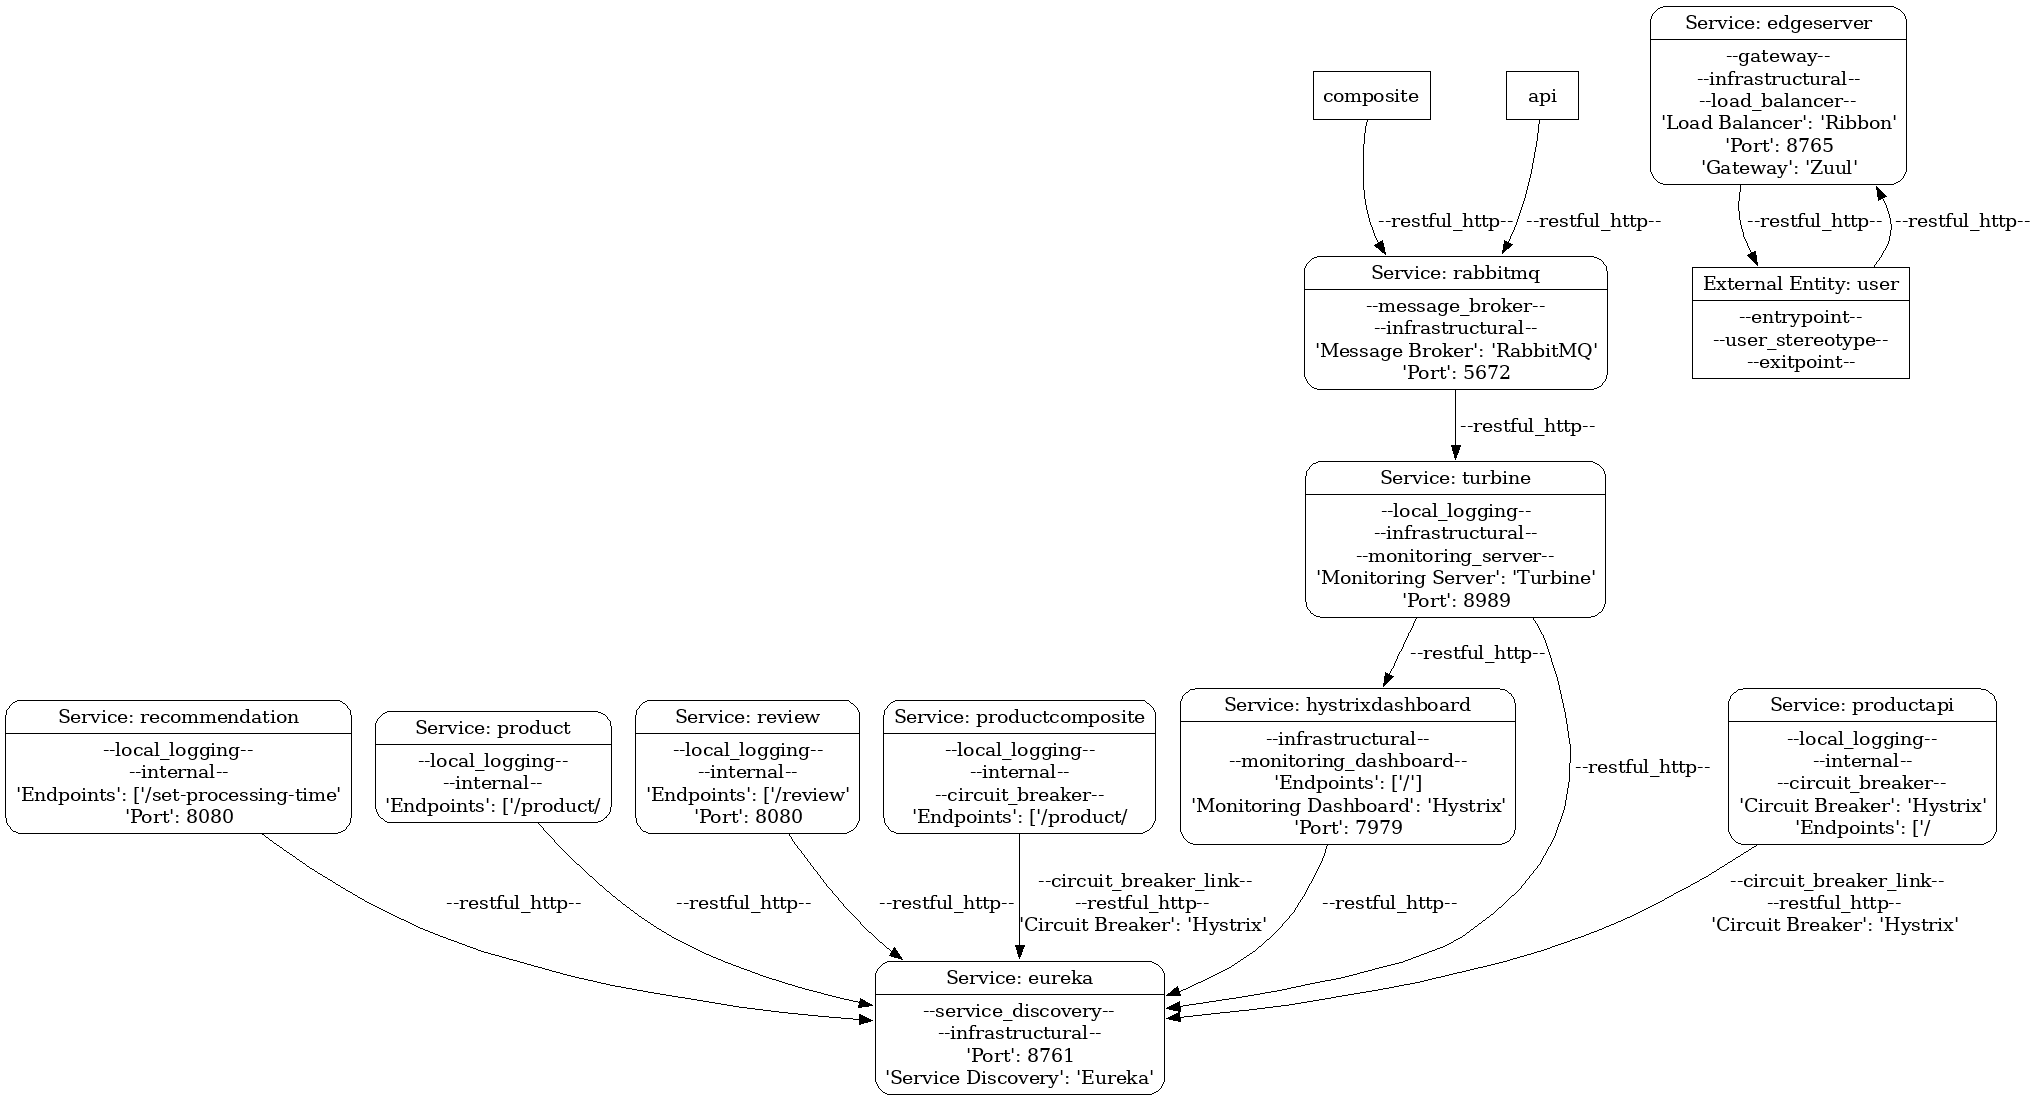 Service: edgeserver
--gateway--
--infrastructural--
--load_balancer--
'Load Balancer': 'Ribbon'
'Port': 8765
'Gateway': 'Zuul'
composite
api
--restful_http--
--restful_http--
--restful_http--
--restful_http--
Service: rabbitmq
--message_broker--
--infrastructural--
'Message Broker': 'RabbitMQ'
'Port': 5672
External Entity: user
--entrypoint--
--user_stereotype--
--exitpoint--
--restful_http--
Service: turbine
--local_logging--
--infrastructural--
--monitoring_server--
'Monitoring Server': 'Turbine'
'Port': 8989
--restful_http--
Service: recommendation
--local_logging--
--internal--
'Endpoints': ['/set-processing-time'
'Port': 8080
Service: product
--local_logging--
--internal--
'Endpoints': ['/product/
Service: review
--local_logging--
--internal--
'Endpoints': ['/review'
'Port': 8080
Service: productcomposite
--local_logging--
--internal--
--circuit_breaker--
'Endpoints': ['/product/
Service: hystrixdashboard
--infrastructural--
--monitoring_dashboard--
'Endpoints': ['/']
'Monitoring Dashboard': 'Hystrix'
'Port': 7979
--restful_http--
Service: productapi
--local_logging--
--internal--
--circuit_breaker--
'Circuit Breaker': 'Hystrix'
'Endpoints': ['/
--restful_http--
--restful_http--
--restful_http--
--circuit_breaker_link--
--restful_http--
'Circuit Breaker': 'Hystrix'
--restful_http--
--circuit_breaker_link--
--restful_http--
'Circuit Breaker': 'Hystrix'
Service: eureka
--service_discovery--
--infrastructural--
'Port': 8761
'Service Discovery': 'Eureka'